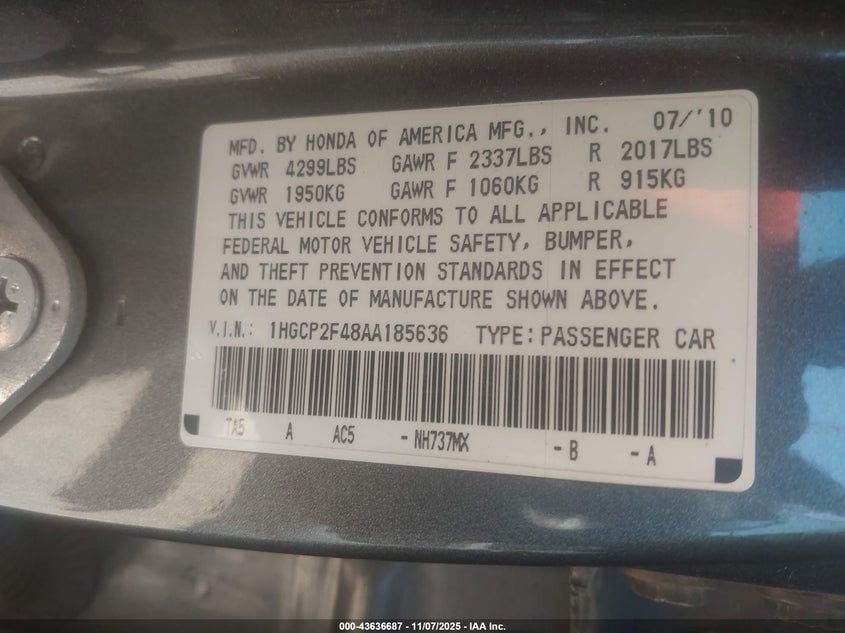 MFD. BY HONDA OF AMERICA MFG., INC. 07/'10
GVWR 4299LBS GAWR F 2337LBS R 2017LBS
GVWR 1950KG GAWR F 1060KG R 915KG
THIS VEHICLE CONFORMS TO ALL APPLICABLE
FEDERAL MOTOR VEHICLE SAFETY, BUMPER,
AND THEFT PREVENTION STANDARDS IN EFFECT
ON THE DATE OF MANUFACTURE SHOWN ABOVE.
V.I.N.: 1HGCP2F48AA185636 TYPE: PASSENGER CAR
TA5 A AC5 - NH737MX - B - A
000-43636687 - 11/07/2025 - IAA Inc.